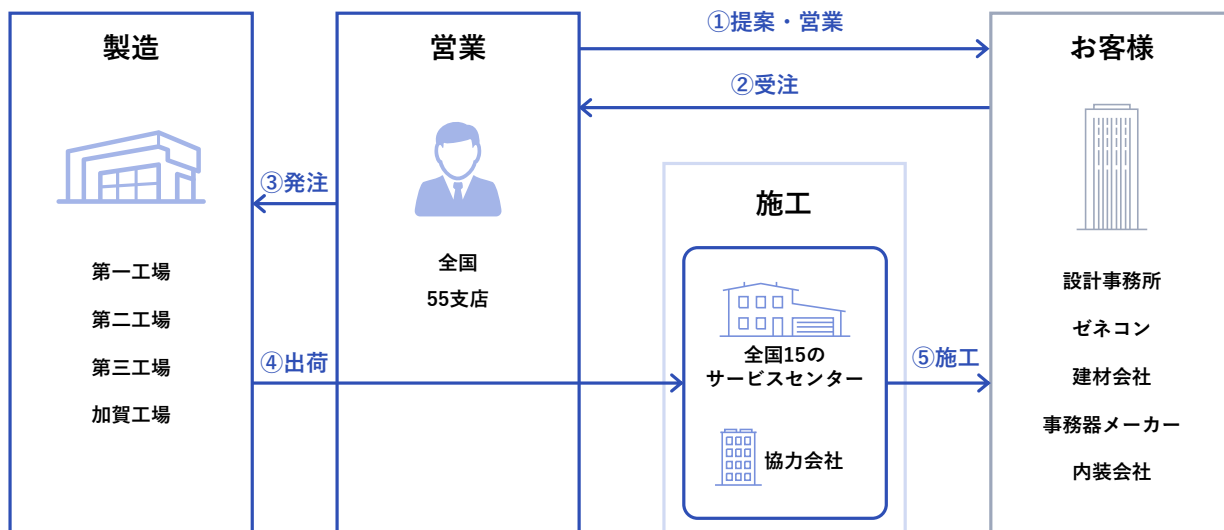 製造
営業
お客様
①提案・営業
②受注
③発注
施工
全国
55支店
第一工場
第二工場
第三工場
加賀工場
④出荷
全国15の
サービスセンター
協力会社
⑤施工
設計事務所
ゼネコン
建材会社
事務器メーカー
内装会社